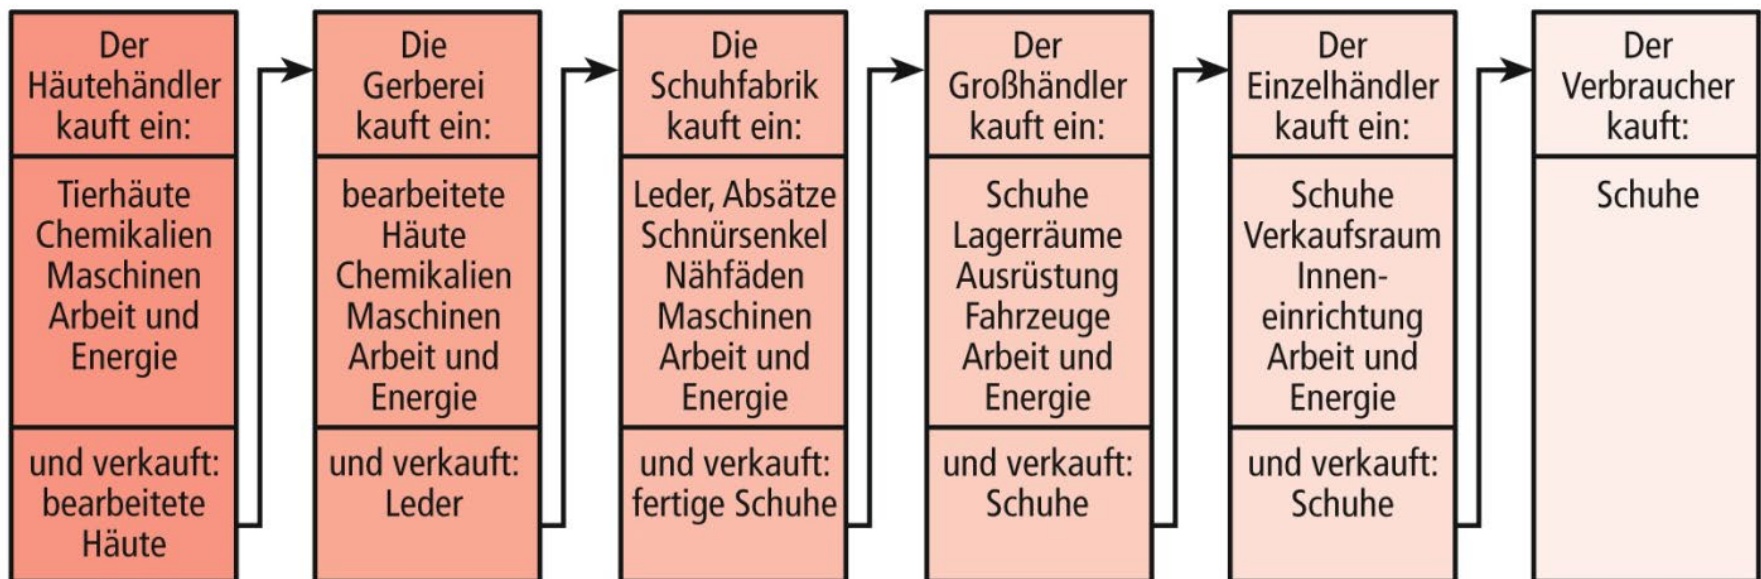 Der
Häutehändler
kauft ein:
Tierhäute
Chemikalien
Maschinen
Arbeit und
Energie
und verkauft:
bearbeitete
Häute
Die
Gerberei
kauft ein:
bearbeitete
Häute
Chemikalien
Maschinen
Arbeit und
Energie
und verkauft:
Leder
Die
Schuhfabrik
kauft ein:
Leder, Absätze
Schnürsenkel
Nähfäden
Maschinen
Arbeit und
Energie
und verkauft:
fertige Schuhe
Der
Großhändler
kauft ein:
Schuhe
Lagerräume
Ausrüstung
Fahrzeuge
Arbeit und
Energie
und verkauft:
Schuhe
Der
Einzelhändler
kauft ein:
Schuhe
Verkaufsraum
Innen-
einrichtung
Arbeit und
Energie
und verkauft:
Schuhe
Der
Verbraucher
kauft:
Schuhe